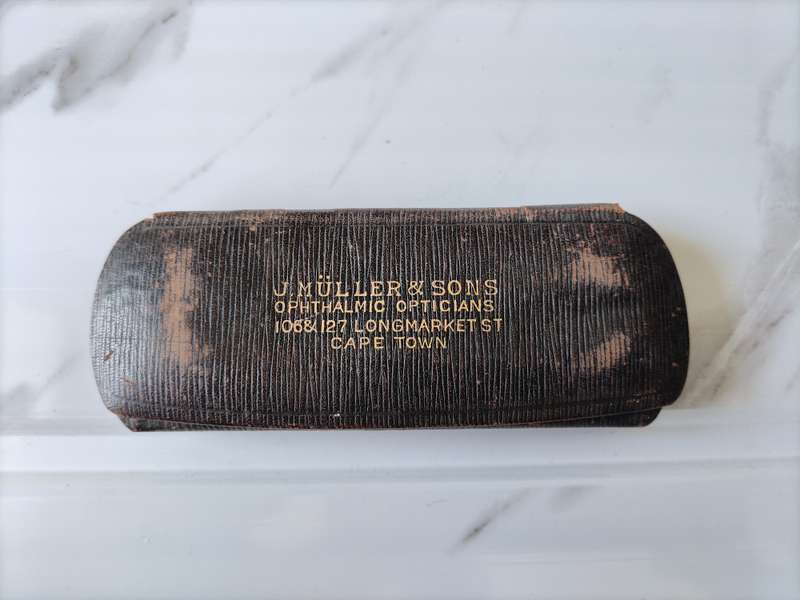 J. MÜLLER & SONS
OPHTHALMIC OPTICIANS
106 & 127 LONGMARKET ST
CAPE TOWN